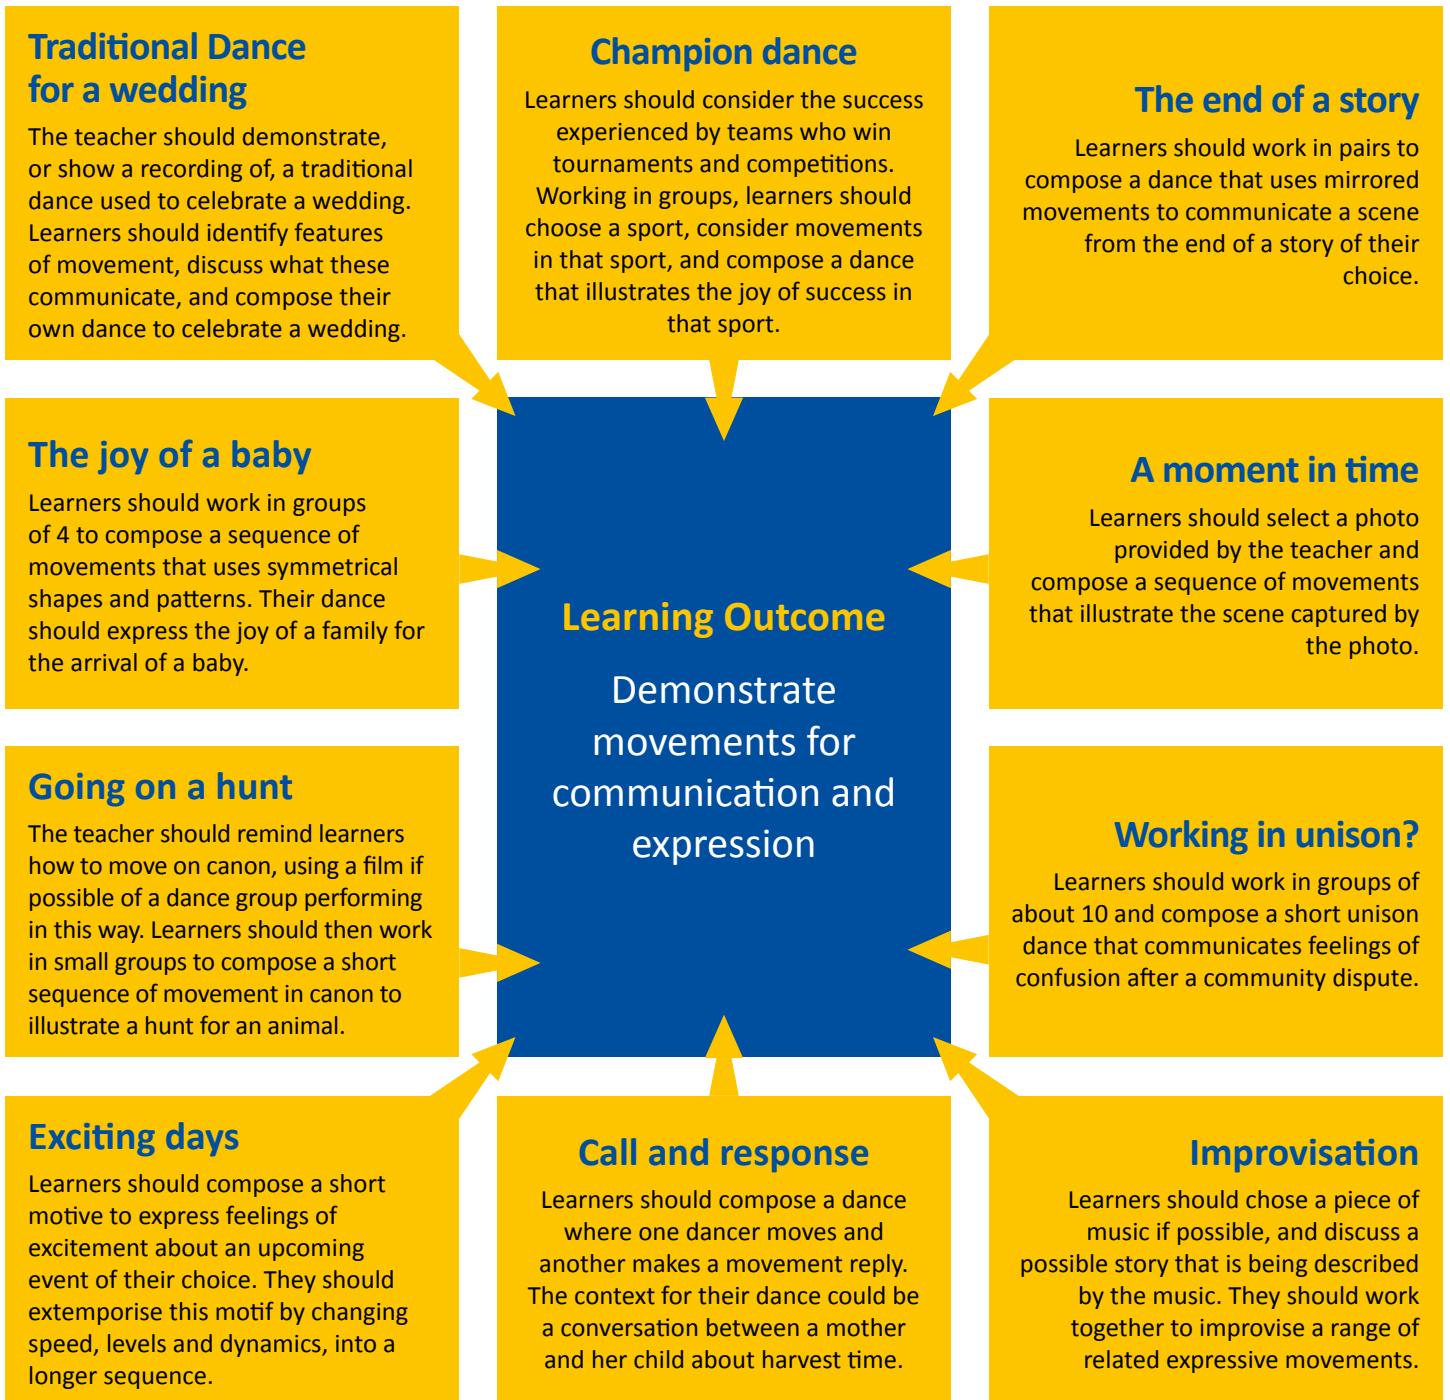 Traditional Dance
for a wedding
The teacher should demonstrate,
or show a recording of, a traditional
dance used to celebrate a wedding.
Learners should identify features
of movement, discuss what these
communicate, and compose their
own dance to celebrate a wedding.
Champion dance
Learners should consider the success
experienced by teams who win
tournaments and competitions.
Working in groups, learners should
choose a sport, consider movements
in that sport, and compose a dance
that illustrates the joy of success in
that sport.
The end of a story
Learners should work in pairs to
compose a dance that uses mirrored
movements to communicate a scene
from the end of a story of their
choice.
The joy of a baby
Learners should work in groups
of 4 to compose a sequence of
movements that uses symmetrical
shapes and patterns. Their dance
should express the joy of a family for
the arrival of a baby.
Learning Outcome
Demonstrate
movements for
communication and
expression
A moment in time
Learners should select a photo
provided by the teacher and
compose a sequence of movements
that illustrate the scene captured by
the photo.
Going on a hunt
The teacher should remind learners
how to move on canon, using a film if
possible of a dance group performing
in this way. Learners should then work
in small groups to compose a short
sequence of movement in canon to
illustrate a hunt for an animal.
Working in unison?
Learners should work in groups of
about 10 and compose a short unison
dance that communicates feelings of
confusion after a community dispute.
Exciting days
Learners should compose a short
motive to express feelings of
excitement about an upcoming
event of their choice. They should
extemporise this motif by changing
speed, levels and dynamics, into a
longer sequence.
Call and response
Learners should compose a dance
where one dancer moves and
another makes a movement reply.
The context for their dance could be
a conversation between a mother
and her child about harvest time.
Improvisation
Learners should chose a piece of
music if possible, and discuss a
possible story that is being described
by the music. They should work
together to improvise a range of
related expressive movements.